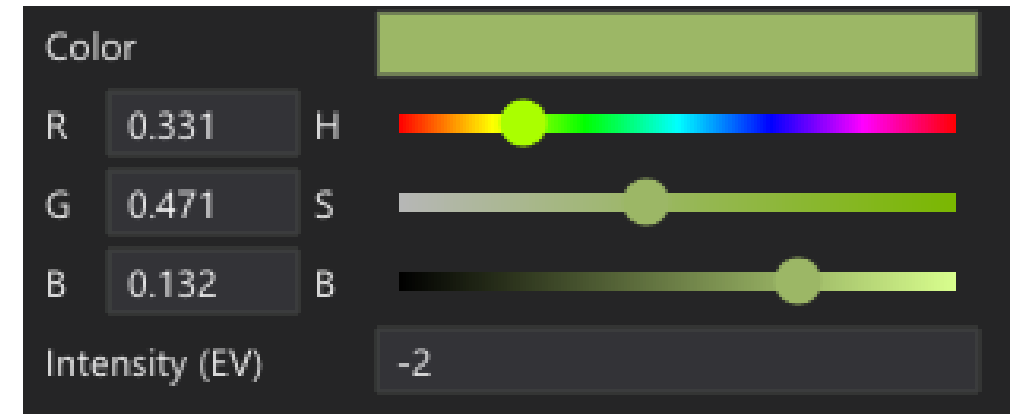 Color
R 0.331 H
G 0.471 S
B 0.132 B
Intensity (EV) -2